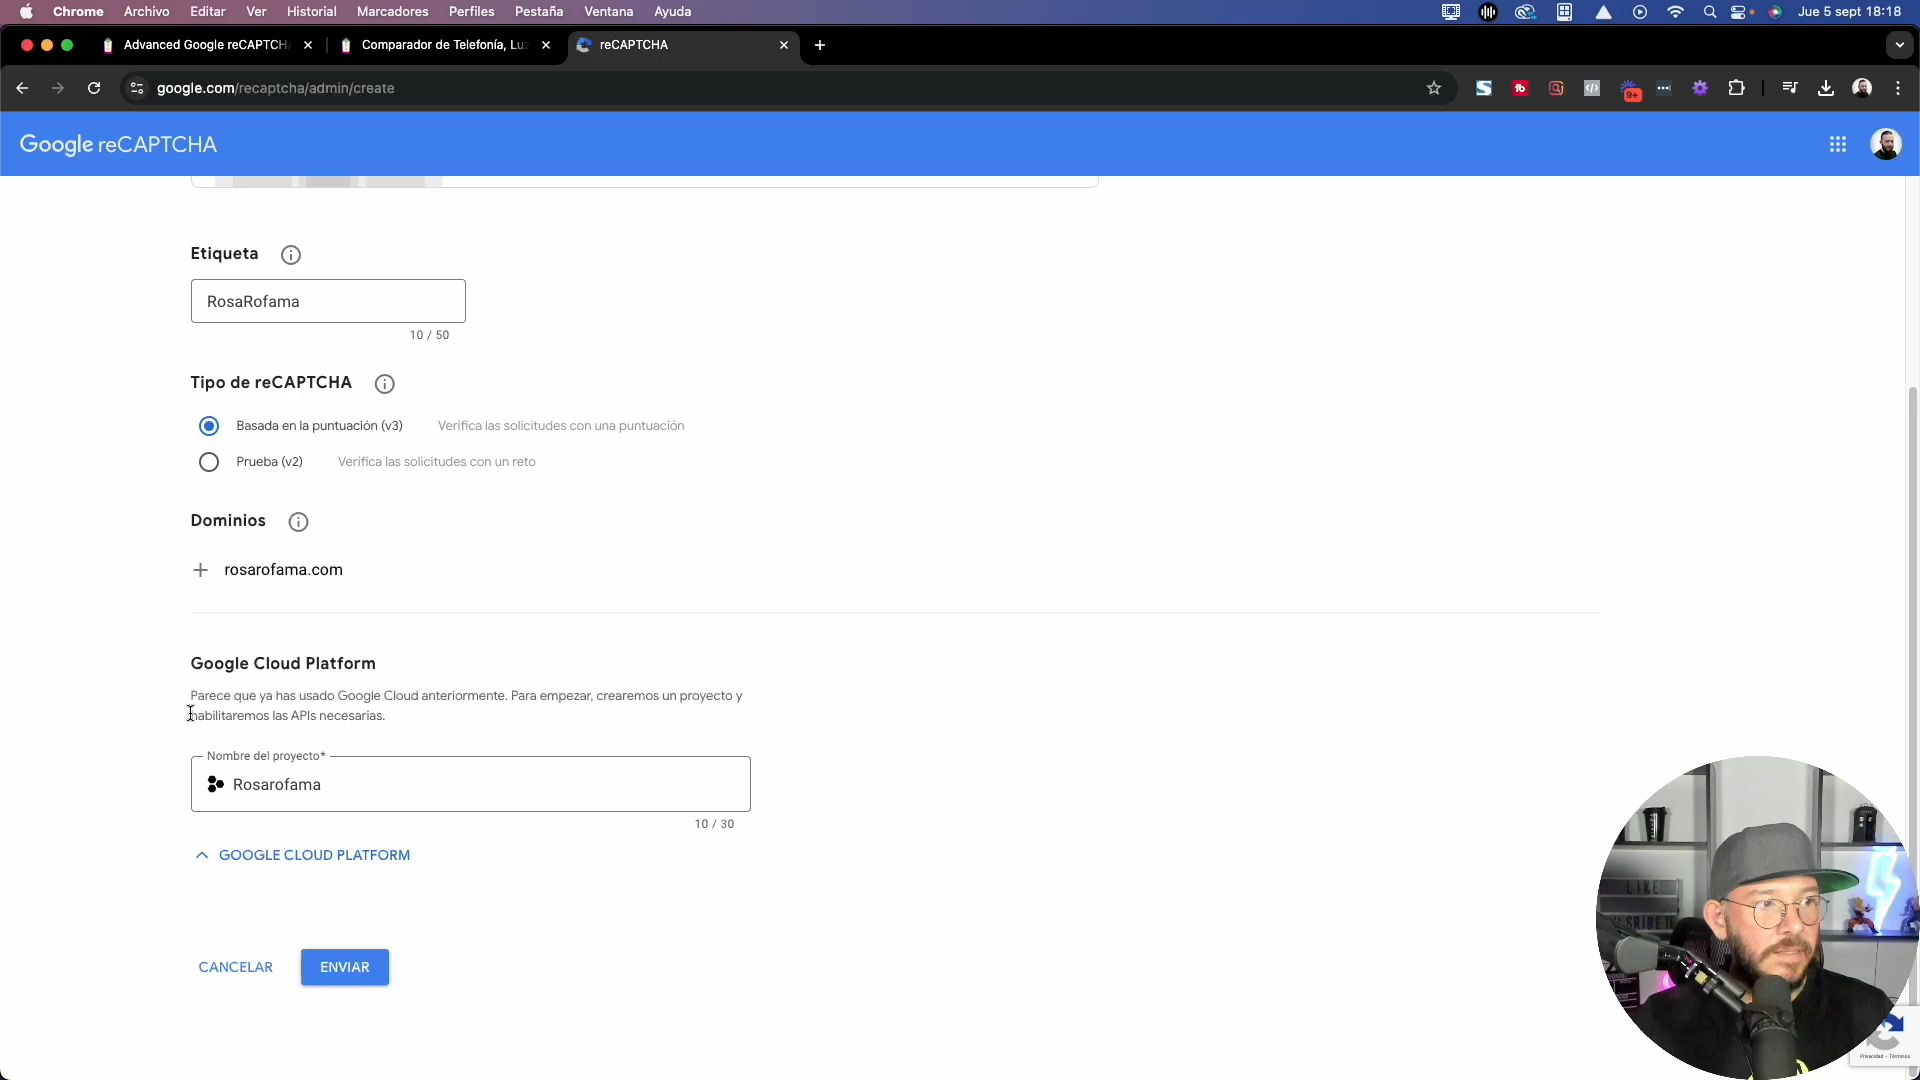 Chrome Archivo Editar Ver Historial Marcadores Perfiles Pestaña Ventana Ayuda Jue 5 sept 18:18
Advanced Google reCAPTCH Comparador de Telefonía, Lu reCAPTCHA
google.com/recaptcha/admin/create
9+
Google reCAPTCHA
Etiqueta
RosaRofama
10 / 50
Tipo de reCAPTCHA
Basada en la puntuación (v3) Verifica las solicitudes con una puntuación
Prueba (v2) Verifica las solicitudes con un reto
Dominios
rosarofama.com
Google Cloud Platform
Parece que ya has usado Google Cloud anteriormente. Para empezar, crearemos un proyecto y
habilitaremos las APIs necesarias.
Nombre del proyecto*
Rosarofama
10 / 30
GOOGLE CLOUD PLATFORM
CANCELAR ENVIAR
LIKE
Privacidad - Términos